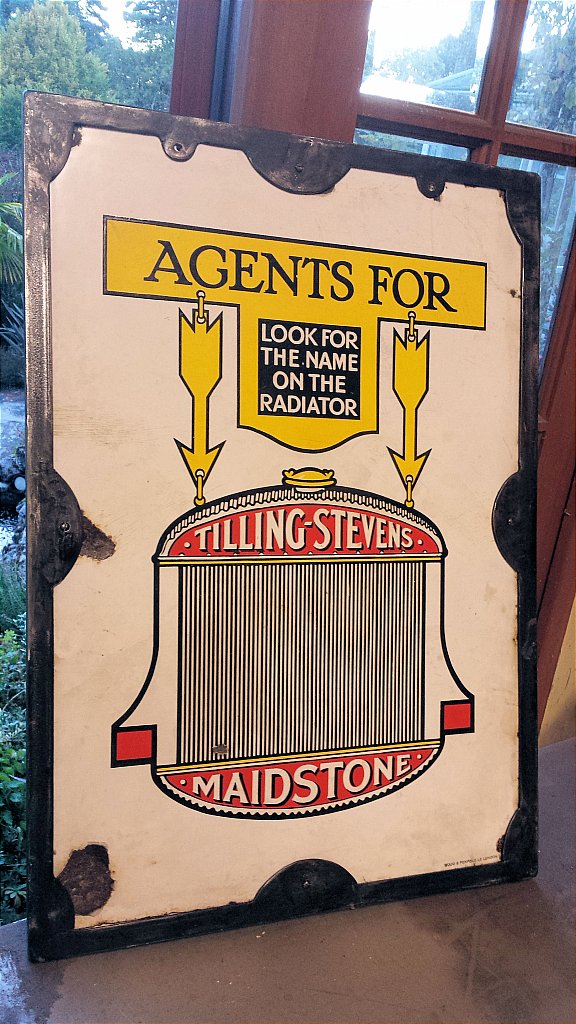 AGENTS FOR
LOOK FOR
THE NAME
ON THE
RADIATOR
TILLING-STEVENS
MAIDSTONE